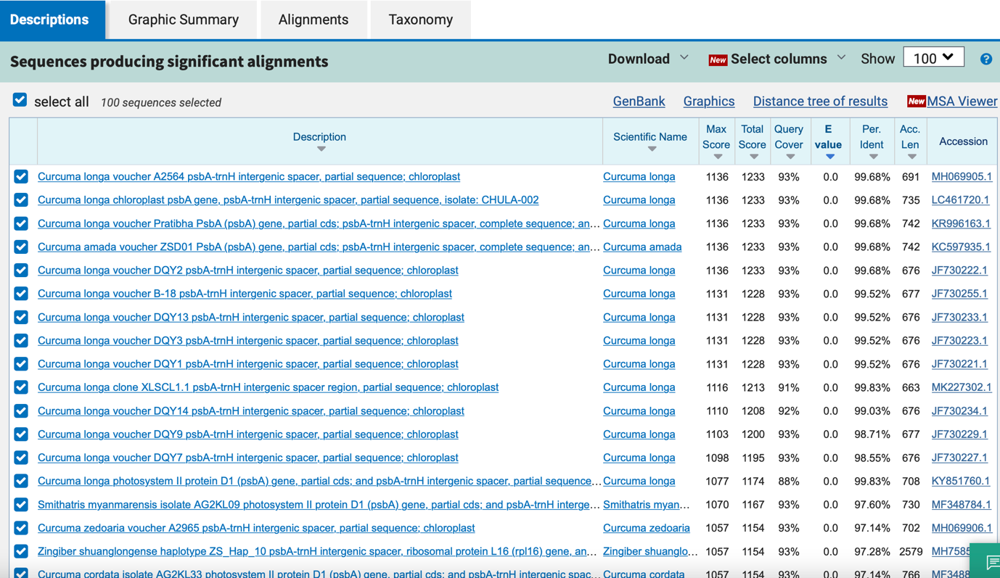 Descriptions Graphic Summary Alignments Taxonomy
Sequences producing significant alignments Download New Select columns Show 100 ?
select all 100 sequences selected GenBank Graphics Distance tree of results New MSA Viewer
Description Scientific Name Max Score Total Score Query Cover E value Per. Ident Acc. Len Accession
Curcuma longa voucher A2564 psbA-trnH intergenic spacer, partial sequence; chloroplast Curcuma longa 1136 1233 93% 0.0 99.68% 691 MH069905.1
Curcuma longa chloroplast psbA gene, psbA-trnH intergenic spacer, partial sequence, isolate: CHULA-002 Curcuma longa 1136 1233 93% 0.0 99.68% 735 LC461720.1
Curcuma longa voucher Pratibha PsbA (psbA) gene, partial cds; psbA-trnH intergenic spacer, complete sequence; an... Curcuma longa 1136 1233 93% 0.0 99.68% 742 KR996163.1
Curcuma amada voucher ZSD01 PsbA (psbA) gene, partial cds; psbA-trnH intergenic spacer, complete sequence; an... Curcuma amada 1136 1233 93% 0.0 99.68% 742 KC597935.1
Curcuma longa voucher DQY2 psbA-trnH intergenic spacer, partial sequence; chloroplast Curcuma longa 1136 1233 93% 0.0 99.68% 676 JF730222.1
Curcuma longa voucher B-18 psbA-trnH intergenic spacer, partial sequence; chloroplast Curcuma longa 1131 1228 93% 0.0 99.52% 677 JF730255.1
Curcuma longa voucher DQY13 psbA-trnH intergenic spacer, partial sequence; chloroplast Curcuma longa 1131 1228 93% 0.0 99.52% 676 JF730233.1
Curcuma longa voucher DQY3 psbA-trnH intergenic spacer, partial sequence; chloroplast Curcuma longa 1131 1228 93% 0.0 99.52% 676 JF730223.1
Curcuma longa voucher DQY1 psbA-trnH intergenic spacer, partial sequence; chloroplast Curcuma longa 1131 1228 93% 0.0 99.52% 676 JF730221.1
Curcuma longa clone XLSCL1.1 psbA-trnH intergenic spacer region, partial sequence; chloroplast Curcuma longa 1116 1213 91% 0.0 99.83% 663 MK227302.1
Curcuma longa voucher DQY14 psbA-trnH intergenic spacer, partial sequence; chloroplast Curcuma longa 1110 1208 92% 0.0 99.03% 676 JF730234.1
Curcuma longa voucher DQY9 psbA-trnH intergenic spacer, partial sequence; chloroplast Curcuma longa 1103 1200 93% 0.0 98.71% 677 JF730229.1
Curcuma longa voucher DQY7 psbA-trnH intergenic spacer, partial sequence; chloroplast Curcuma longa 1098 1195 93% 0.0 98.55% 676 JF730227.1
Curcuma longa photosystem II protein D1 (psbA) gene, partial cds; and psbA-trnH intergenic spacer, partial sequence... Curcuma longa 1077 1174 88% 0.0 99.83% 708 KY851760.1
Smithatris myanmarensis isolate AG2KL09 photosystem II protein D1 (psbA) gene, partial cds; and psbA-trnH interge... Smithatris myan... 1070 1167 93% 0.0 97.60% 730 MF348784.1
Curcuma zedoaria voucher A2965 psbA-trnH intergenic spacer, partial sequence; chloroplast Curcuma zedoaria 1057 1154 93% 0.0 97.14% 702 MH069906.1
Zingiber shuanglongense haplotype ZS_Hap_10 psbA-trnH intergenic spacer, ribosomal protein L16 (rpl16) gene, an... Zingiber shuanglo... 1057 1154 93% 0.0 97.28% 2579 MH7585
Curcuma cordata isolate AG2KL33 photosystem II protein D1 (psbA) gene, partial cds; and psbA-trnH intergenic spac... Curcuma cordata 1057 1154 93% 0.0 97.14% 766 MF3488